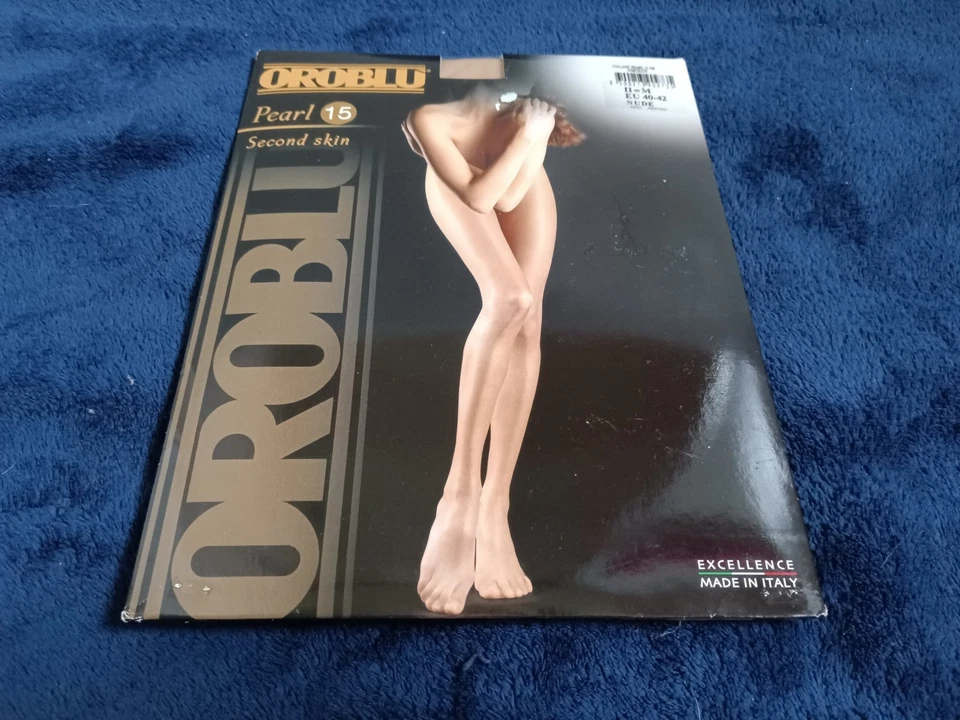 OROBLU
Pearl 15
Second skin
OROBLU
II = M
EU 40-42
NUDE
EXCELLENCE
MADE IN ITALY